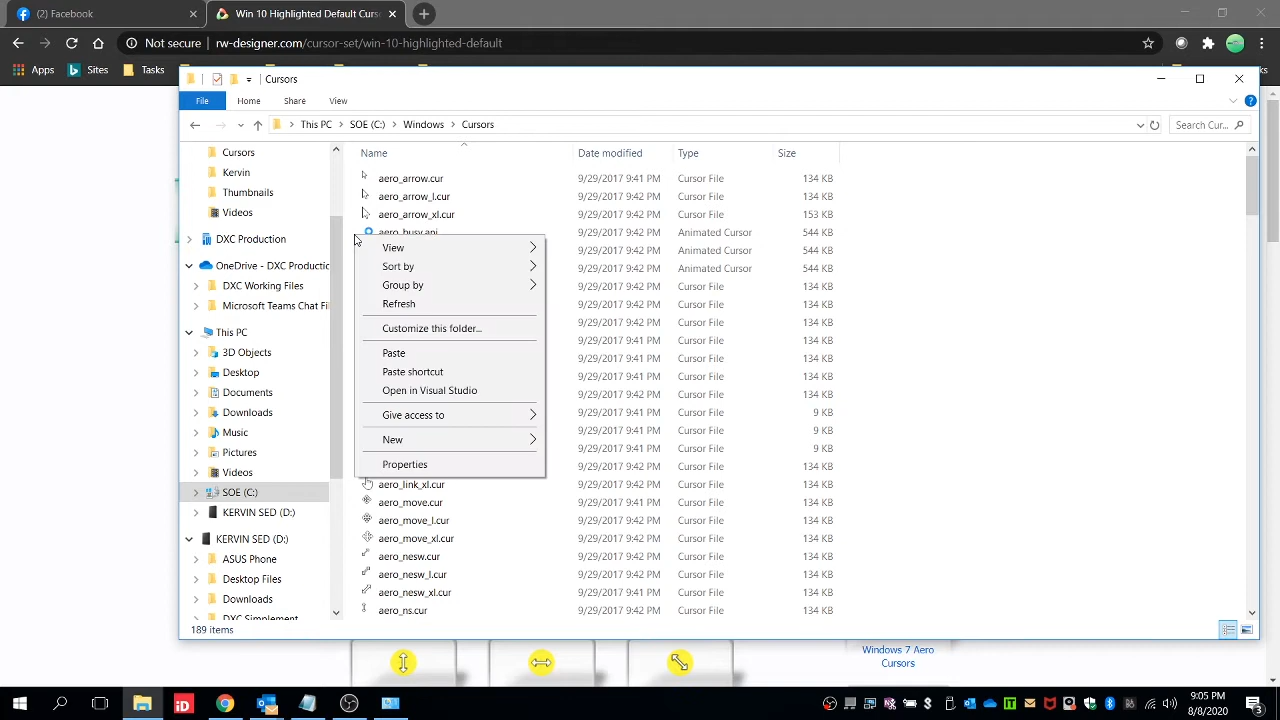 (2) Facebook
Win 10 Highlighted Default Curs
Not secure
rw-designer.com/cursor-set/win-10-highlighted-default
Apps
Sites
Tasks
ks
Cursors
File
Home
Share
View
This PC
SOE (C:)
Windows
Cursors
Search Cur...
Cursors
Kervin
Thumbnails
Videos
DXC Production
OneDrive - DXC Productic
DXC Working Files
Microsoft Teams Chat Fi
This PC
3D Objects
Desktop
Documents
Downloads
Music
Pictures
Videos
SOE (C:)
KERVIN SED (D:)
KERVIN SED (D:)
ASUS Phone
Desktop Files
Downloads
DXC Simplement
Name Date modified Type Size
aero_arrow.cur 9/29/2017 9:41 PM Cursor File 134 KB
aero_arrow_l.cur 9/29/2017 9:42 PM Cursor File 134 KB
aero_arrow_xl.cur 9/29/2017 9:42 PM Cursor File 153 KB
aero_busy.ani 9/29/2017 9:42 PM Animated Cursor 544 KB
9/29/2017 9:42 PM Animated Cursor 544 KB
9/29/2017 9:42 PM Animated Cursor 544 KB
9/29/2017 9:42 PM Cursor File 134 KB
9/29/2017 9:42 PM Cursor File 134 KB
9/29/2017 9:42 PM Cursor File 134 KB
9/29/2017 9:41 PM Cursor File 134 KB
9/29/2017 9:41 PM Cursor File 134 KB
9/29/2017 9:41 PM Cursor File 134 KB
9/29/2017 9:42 PM Cursor File 134 KB
9/29/2017 9:41 PM Cursor File 9 KB
9/29/2017 9:42 PM Cursor File 9 KB
9/29/2017 9:41 PM Cursor File 9 KB
9/29/2017 9:42 PM Cursor File 134 KB
aero_link_xl.cur 9/29/2017 9:42 PM Cursor File 134 KB
aero_move.cur 9/29/2017 9:41 PM Cursor File 134 KB
aero_move_l.cur 9/29/2017 9:42 PM Cursor File 134 KB
aero_move_xl.cur 9/29/2017 9:42 PM Cursor File 134 KB
aero_nesw.cur 9/29/2017 9:42 PM Cursor File 134 KB
aero_nesw_l.cur 9/29/2017 9:42 PM Cursor File 134 KB
aero_nesw_xl.cur 9/29/2017 9:41 PM Cursor File 134 KB
aero_ns.cur 9/29/2017 9:42 PM Cursor File 134 KB
View
Sort by
Group by
Refresh
Customize this folder...
Paste
Paste shortcut
Open in Visual Studio
Give access to
New
Properties
189 items
Windows 7 Aero
Cursors
iD
9:05 PM
8/8/2020
3